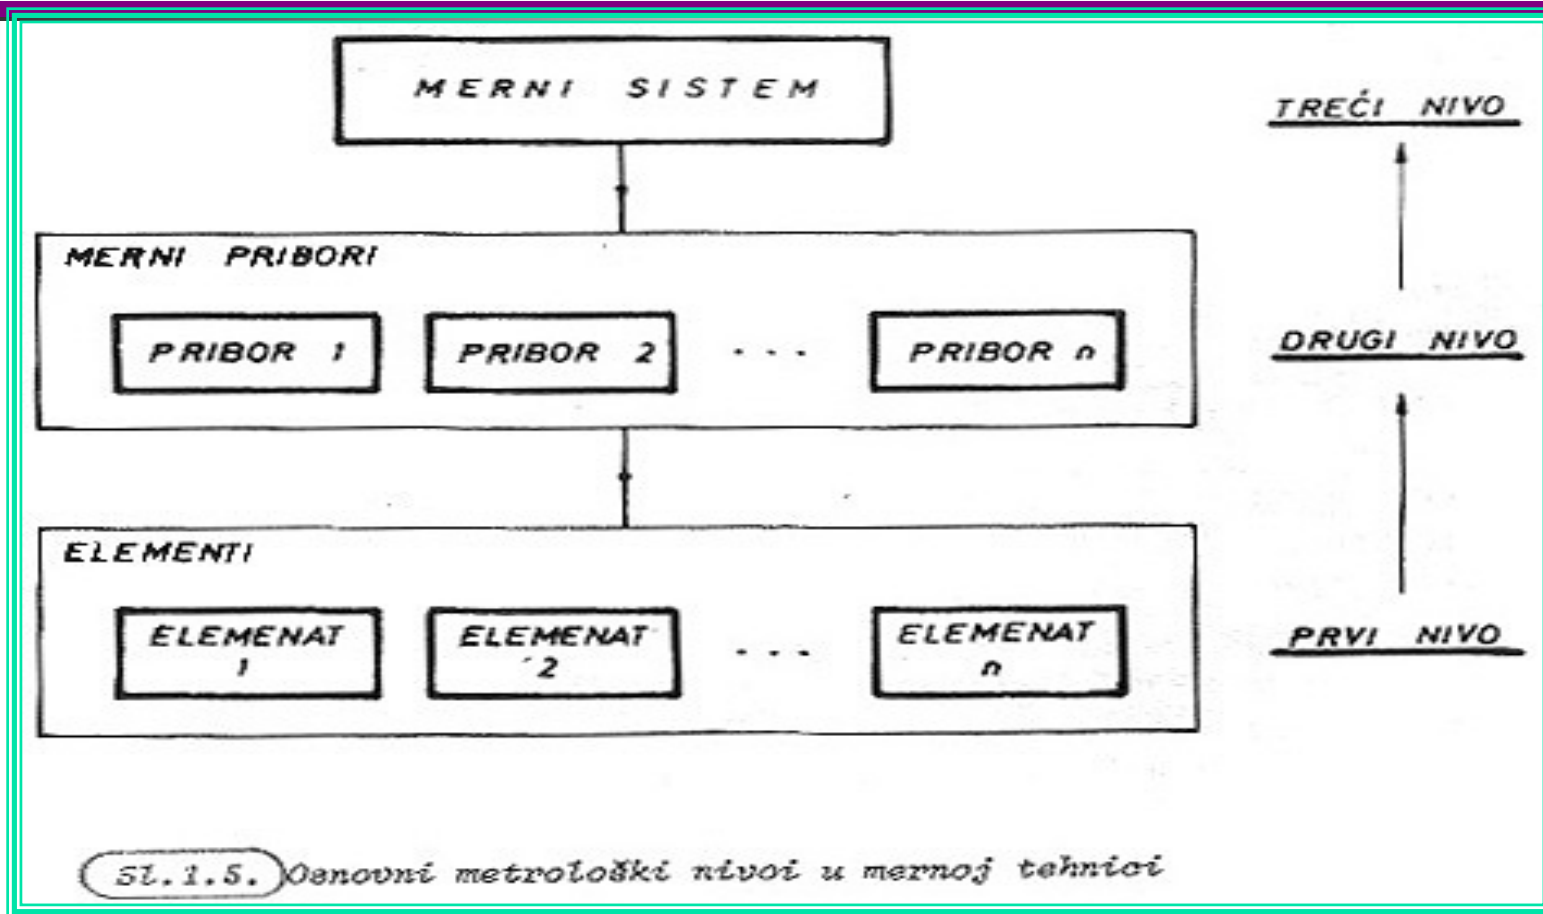 MERNI SISTEM
TREĆI NIVO
MERNI PRIBORI
PRIBOR 1
PRIBOR 2
...
PRIBOR n
DRUGI NIVO
ELEMENTI
ELEMENAT
1
ELEMENAT
2
...
ELEMENAT
n
PRVI NIVO
Sl.1.5. Osnovni metrološki nivoi u mernoj tehnici